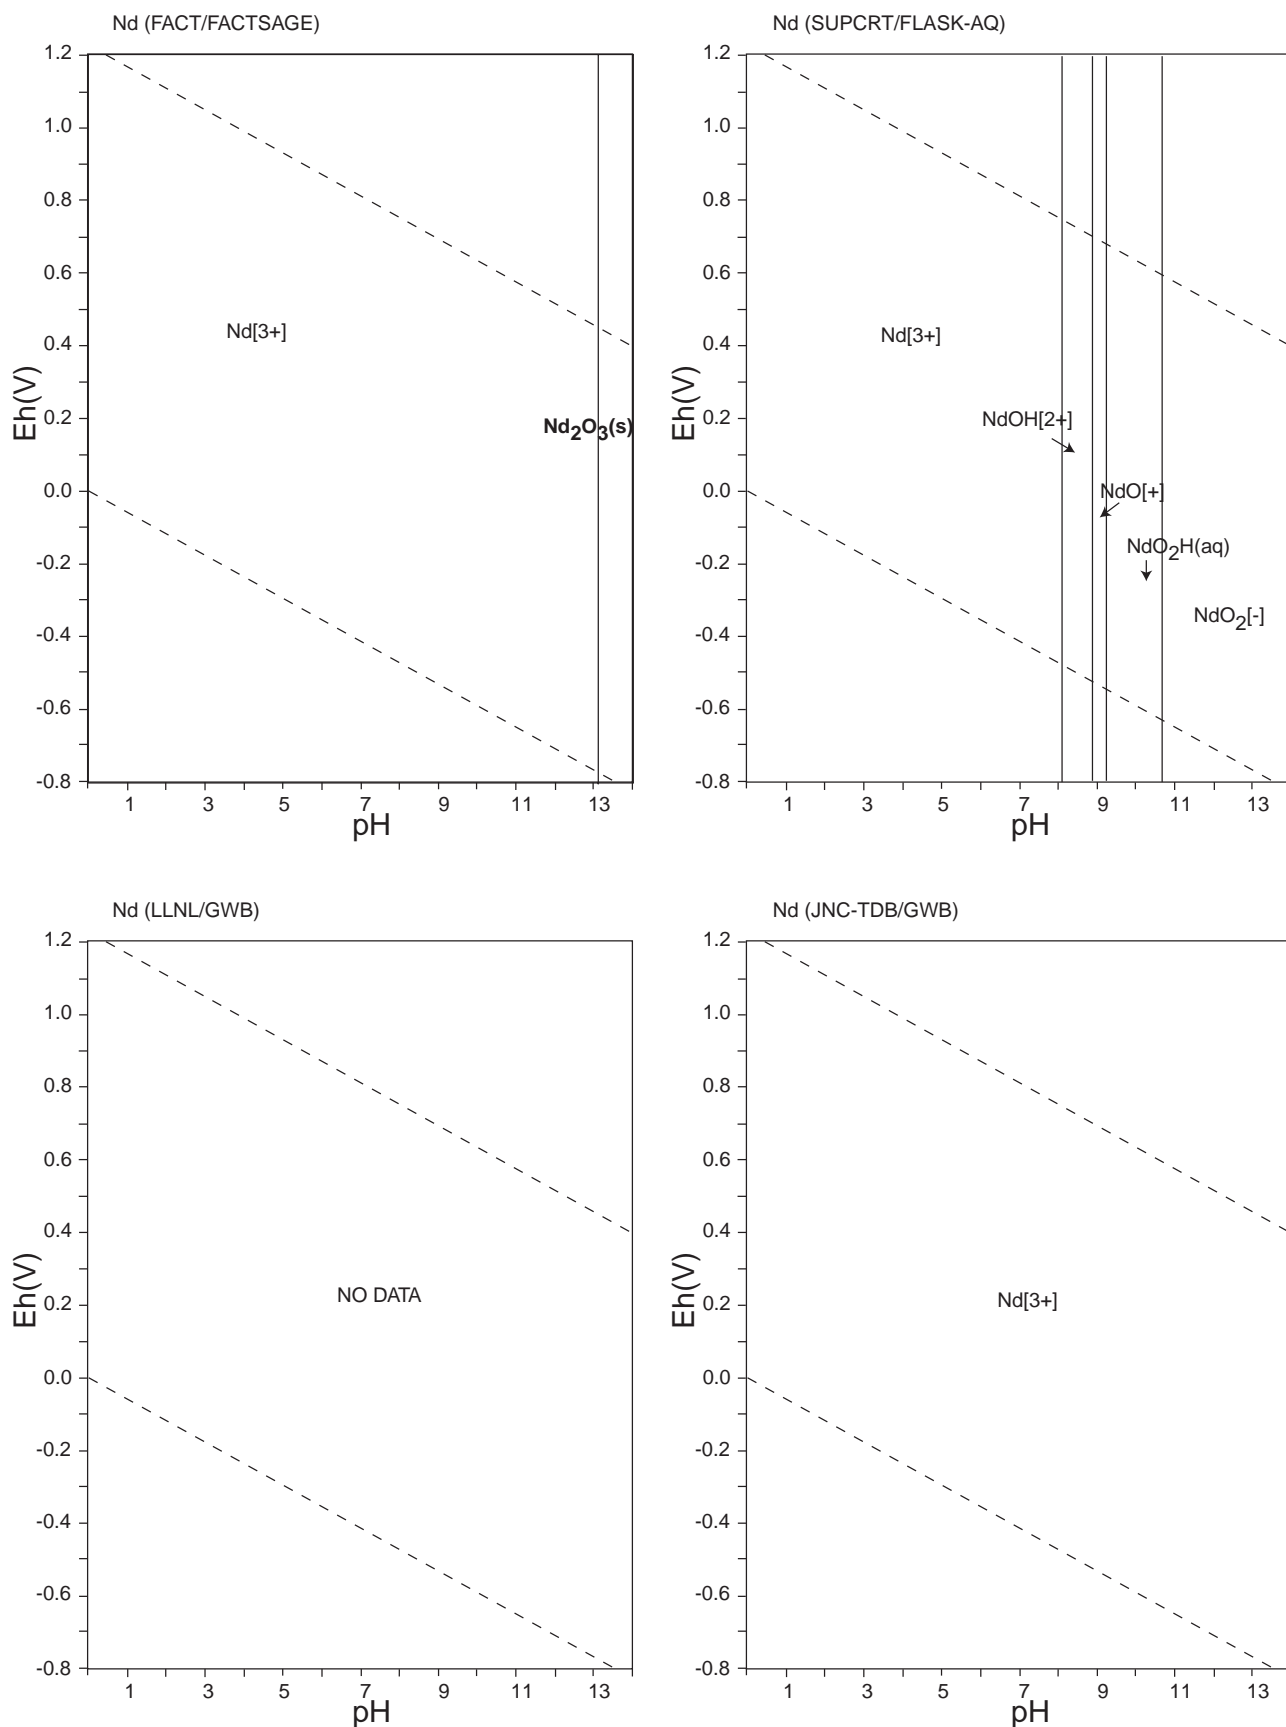 Nd (FACT/FACTSAGE)
1.2
1.0
0.8
0.6
0.4
0.2
0.0
-0.2
-0.4
-0.6
-0.8
Eh(V)
Nd[3+]
Nd2O3(s)
1 3 5 7 9 11 13
pH
Nd (SUPCRT/FLASK-AQ)
1.2
1.0
0.8
0.6
0.4
0.2
0.0
-0.2
-0.4
-0.6
-0.8
Eh(V)
Nd[3+]
NdOH[2+]
NdO[+]
NdO2H(aq)
NdO2[-]
1 3 5 7 9 11 13
pH
Nd (LLNL/GWB)
1.2
1.0
0.8
0.6
0.4
0.2
0.0
-0.2
-0.4
-0.6
-0.8
Eh(V)
NO DATA
1 3 5 7 9 11 13
pH
Nd (JNC-TDB/GWB)
1.2
1.0
0.8
0.6
0.4
0.2
0.0
-0.2
-0.4
-0.6
-0.8
Eh(V)
Nd[3+]
1 3 5 7 9 11 13
pH